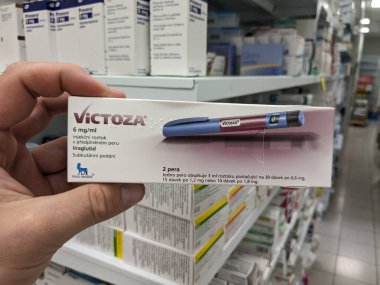 VICTOZA®
6 mg/ml
injekční roztok
v předplněném peru
liraglutid
Subkutánní podání
Victoza®
2 pera
Jedno pero obsahuje 3 ml roztoku postačující na 30 dávek po 0,6 mg,
15 dávek po 1,2 mg nebo 10 dávek po 1,8 mg